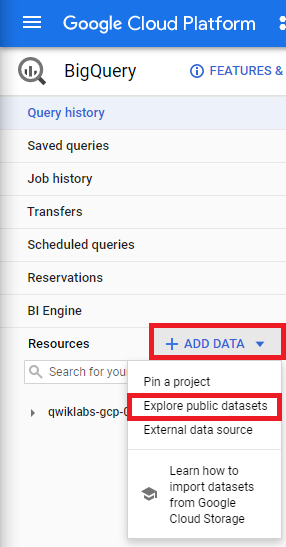 Google Cloud Platform
BigQuery
FEATURES &
Query history
Saved queries
Job history
Transfers
Scheduled queries
Reservations
BI Engine
Resources
ADD DATA
Search for your
Pin a project
qwiklabs-gcp-0
Explore public datasets
External data source
Learn how to
import datasets
from Google
Cloud Storage